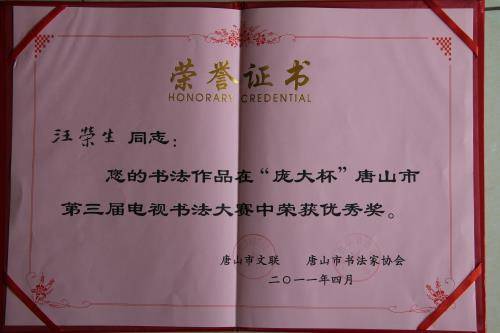 荣誉证书
HONORARY CREDENTIAL
汪荣生 同志：
您的书法作品在“庞大杯”唐山市
第三届电视书法大赛中荣获优秀奖。
唐山市文联 唐山市书法家协会
二〇一一年四月